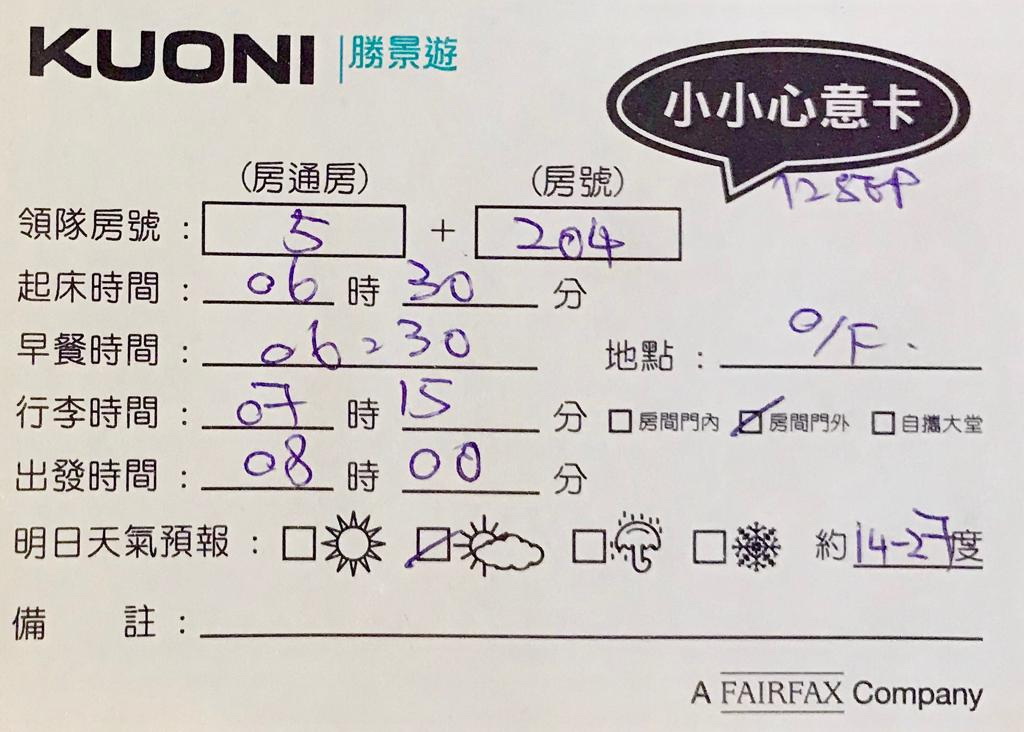 KUONI 勝景遊
小小心意卡
12 SEP
(房通房) (房號)
領隊房號 : 5 + 204
起床時間 : 06 時 30 分
早餐時間 : 06:30 地點 : 0/F.
行李時間 : 07 時 15 分 房間門內 房間門外 自攜大堂
出發時間 : 08 時 00 分
明日天氣預報 : 約 14-27 度
備 註 :
A FAIRFAX Company